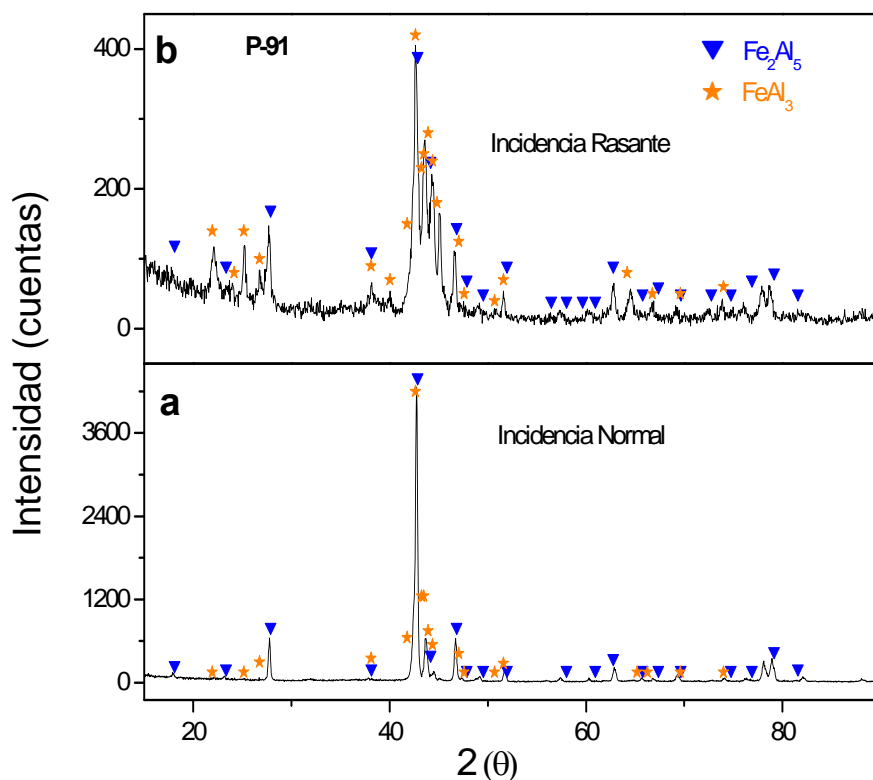 b P-91
Fe₂Al₅
FeAl₃
Incidencia Rasante
400
200
0
a
Incidencia Normal
3600
2400
1200
0
20 40 60 80
2 (θ)
Intensidad (cuentas)